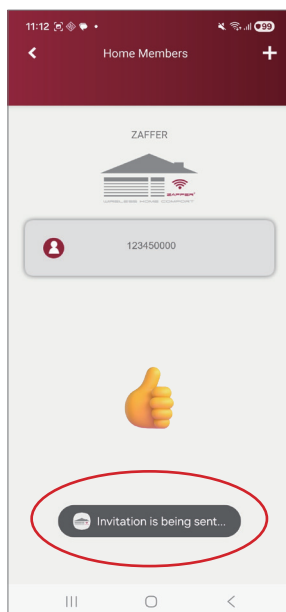 11:12
99
Home Members
ZAFFER
ZAFFER
WIRELESS HOME COMFORT
123450000
Invitation is being sent...